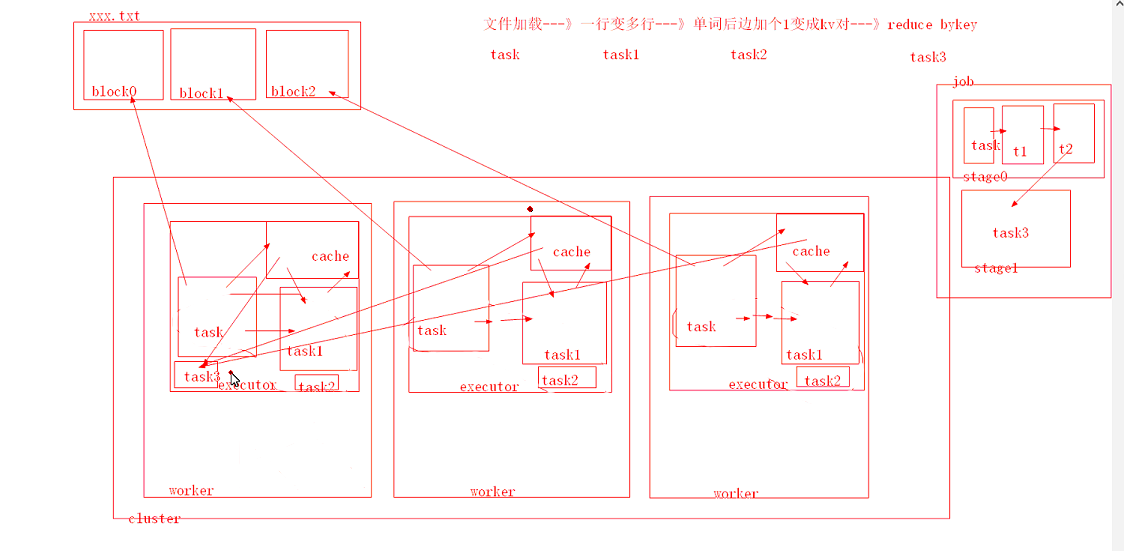 xxx.txt
文件加载---》一行变多行---》单词后边加个1变成kv对---》reduce bykey
task
task1
task2
task3
block0
block1
block2
job
task
t1
t2
stage0
task3
stage1
cache
task
task1
task3
executor
task2
worker
cache
task
task1
task2
executor
worker
cache
task
task1
task2
executor
worker
cluster